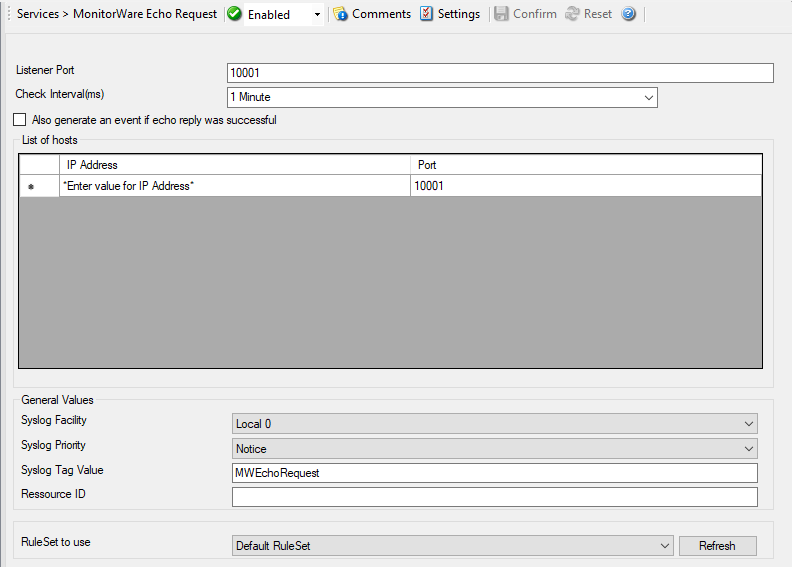 Services > MonitorWare Echo Request Enabled Comments Settings Confirm Reset
Listener Port 10001
Check Interval(ms) 1 Minute
Also generate an event if echo reply was successful
List of hosts
IP Address Port
*Enter value for IP Address* 10001
General Values
Syslog Facility Local 0
Syslog Priority Notice
Syslog Tag Value MWEchoRequest
Ressource ID
RuleSet to use Default RuleSet Refresh